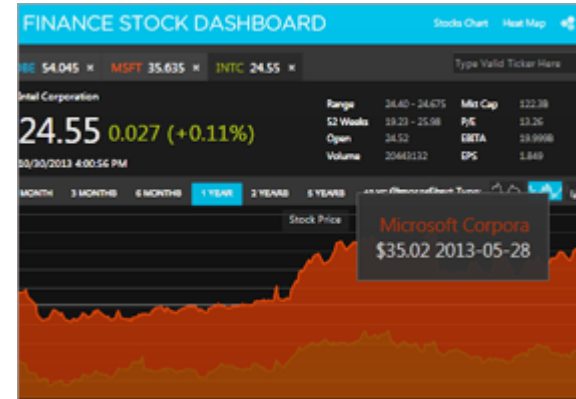 FINANCE STOCK DASHBOARD
Stocks Chart Heat Map
BE 54.045 × MSFT 35.635 × INTC 24.55 ×
Type Valid Ticker Here
Intel Corporation
24.55 0.027 (+0.11%)
10/30/2013 4:00:56 PM
Range 24.40 - 24.675 Mkt Cap 122.3B
52 Weeks 19.23 - 25.98 P/E 13.26
Open 24.52 EBITA 19.999B
Volume 20443132 EPS 1.849
MONTH 3 MONTHS 6 MONTHS 1 YEAR 2 YEARS 5 YEARS Type:
Stock Price
Microsoft Corpora
$35.02 2013-05-28